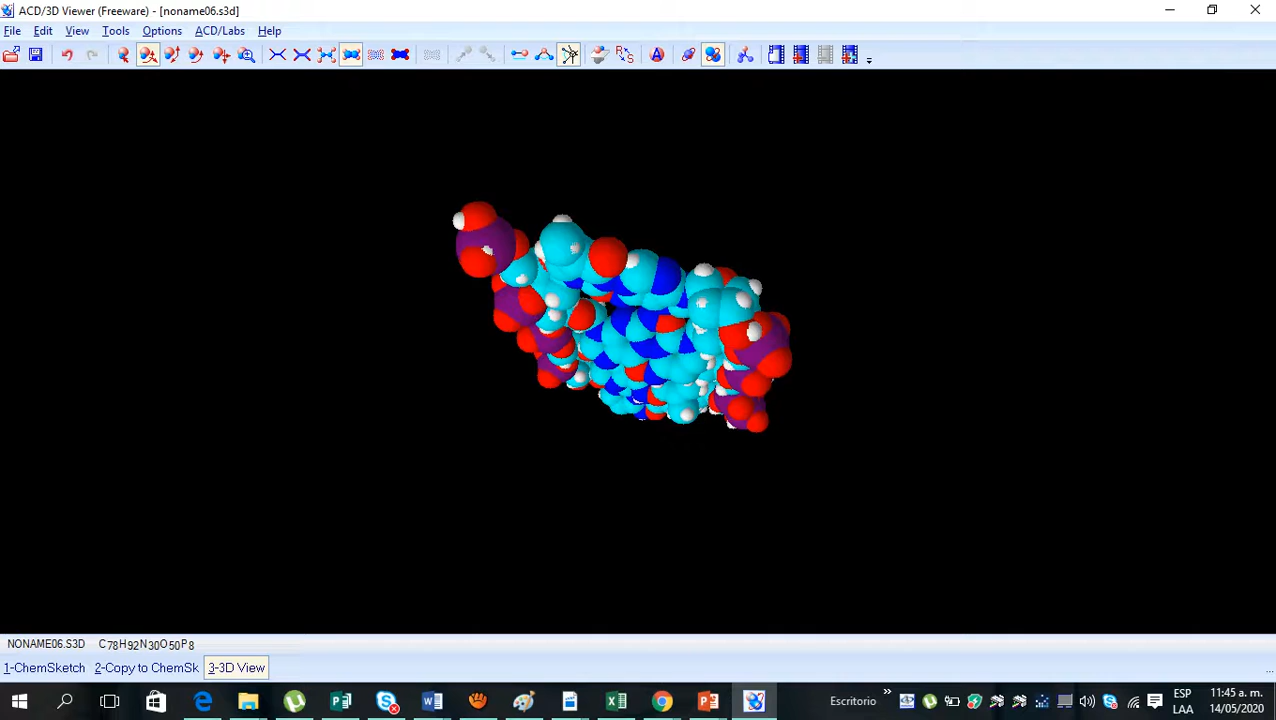 ACD/3D Viewer (Freeware) - [noname06.s3d]
File Edit View Tools Options ACD/Labs Help
NONAME06.S3D C78H92N30O50P8
1-ChemSketch 2-Copy to ChemSk 3-3D View
Escritorio » ESP 11:45 a. m.
LAA 14/05/2020